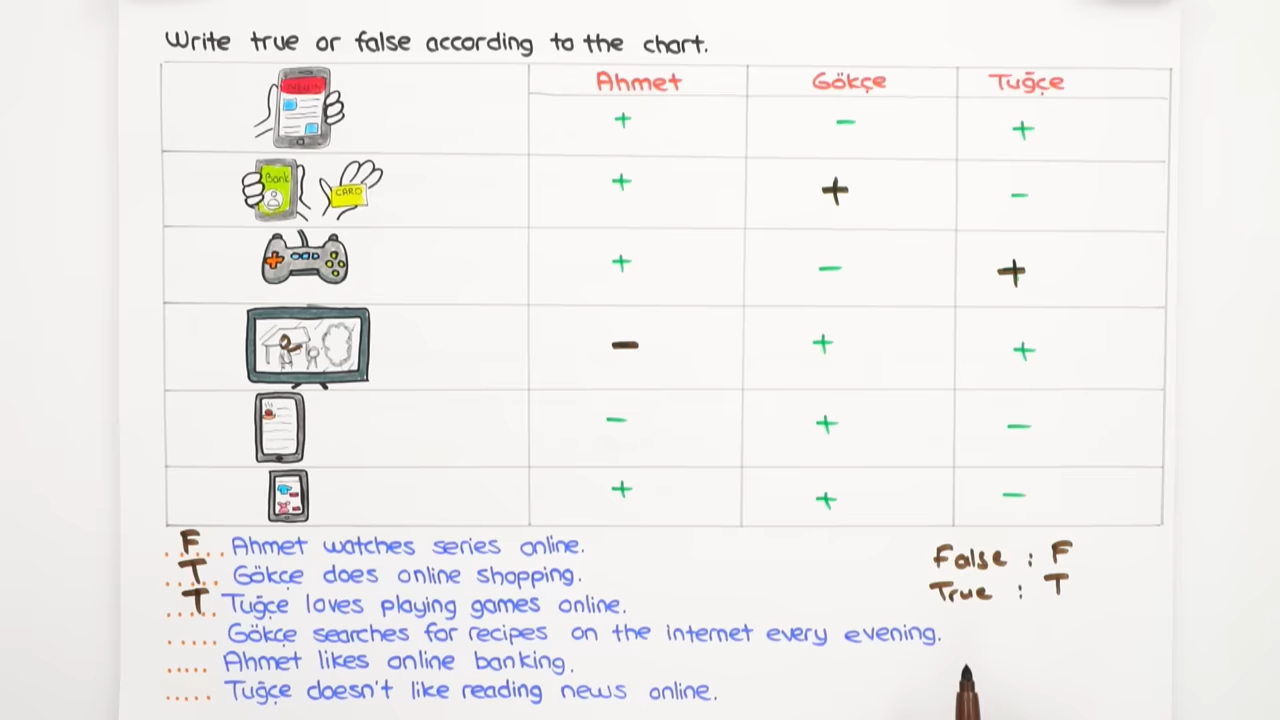 Write true or false according to the chart.
Ahmet Gökçe Tuğçe
+ - +
Bank CARD + + -
+ - +
- + +
- + -
+ + -
F Ahmet watches series online.
T Gökçe does online shopping.
T Tuğçe loves playing games online.
..... Gökçe searches for recipes on the internet every evening.
..... Ahmet likes online banking.
..... Tuğçe doesn't like reading news online.
False : F
True : T